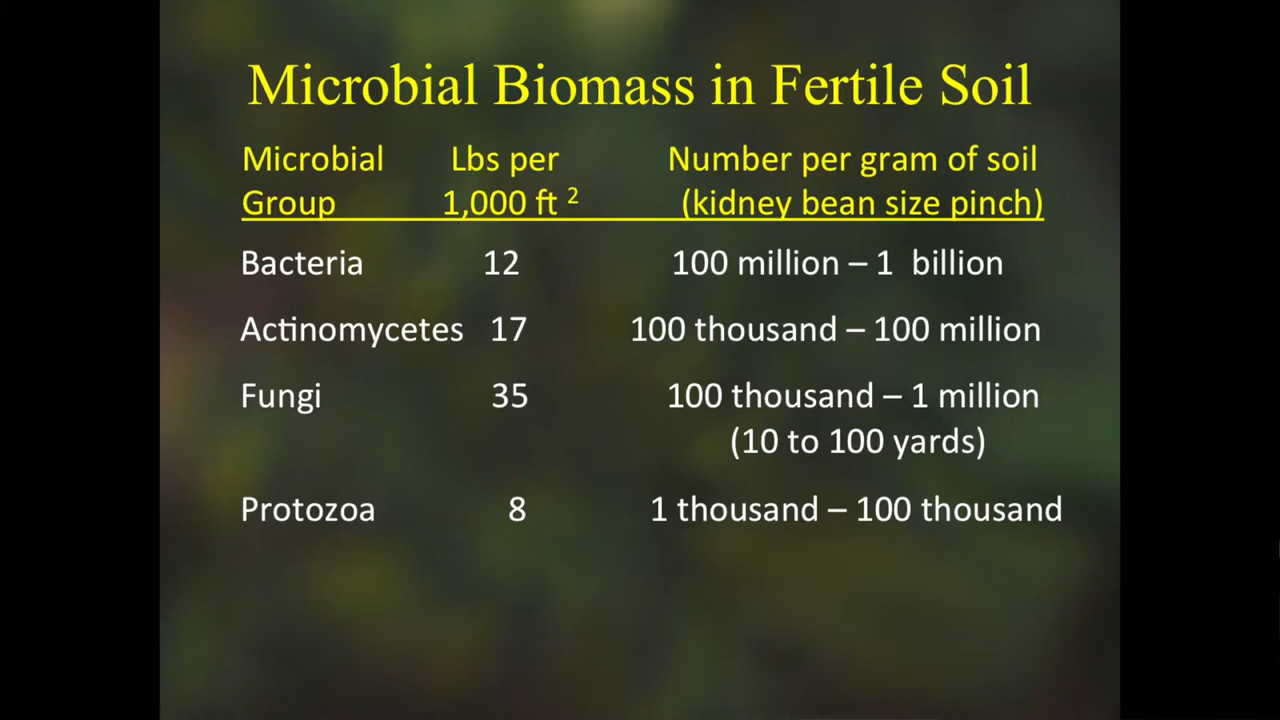 Microbial Biomass in Fertile Soil
Microbial Lbs per Number per gram of soil
Group 1,000 ft 2 (kidney bean size pinch)
Bacteria 12 100 million – 1 billion
Actinomycetes 17 100 thousand – 100 million
Fungi 35 100 thousand – 1 million
(10 to 100 yards)
Protozoa 8 1 thousand – 100 thousand